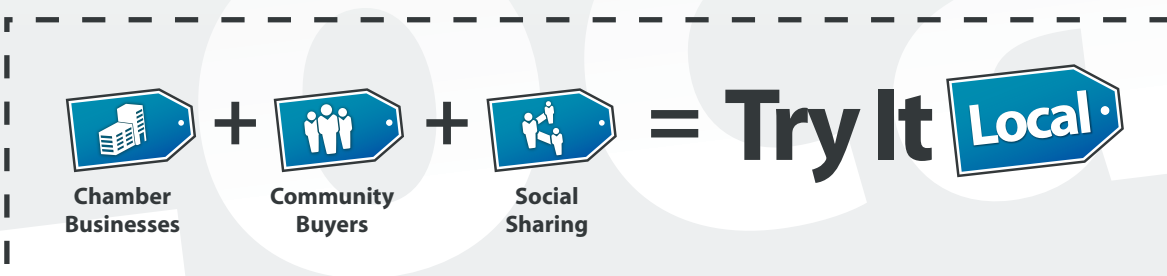 Chamber
Businesses
+
Community
Buyers
+
Social
Sharing
= Try It Local